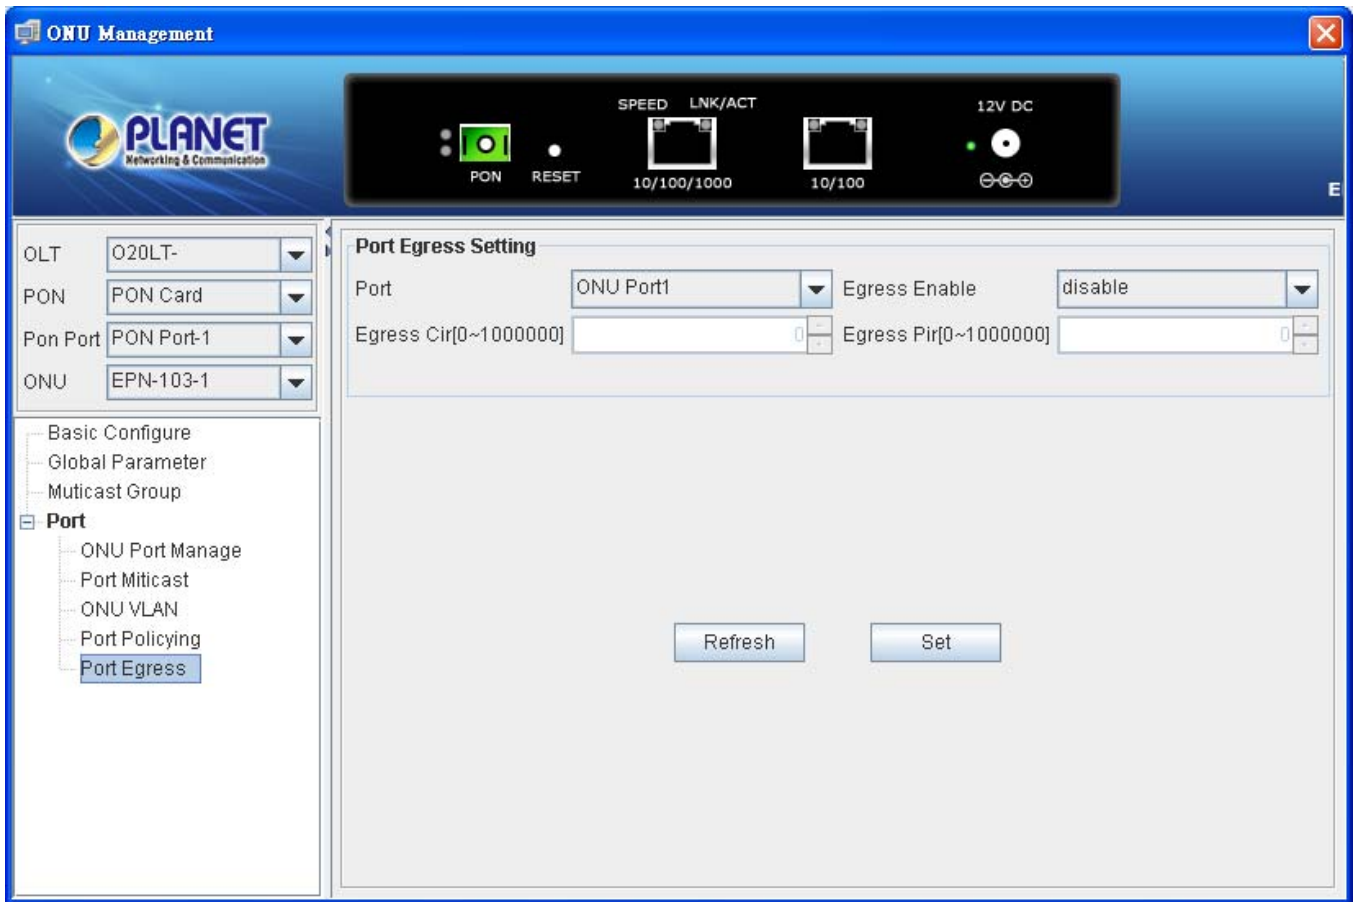 ONU Management
PLANET
Networking & Communication
SPEED LNK/ACT
12V DC
PON RESET 10/100/1000 10/100
E
OLT O20LT-
PON PON Card
Pon Port PON Port-1
ONU EPN-103-1
Basic Configure
Global Parameter
Muticast Group
Port
ONU Port Manage
Port Miticast
ONU VLAN
Port Policying
Port Egress
Port Egress Setting
Port ONU Port1 Egress Enable disable
Egress Cir[0~1000000] 0 Egress Pir[0~1000000] 0
Refresh Set